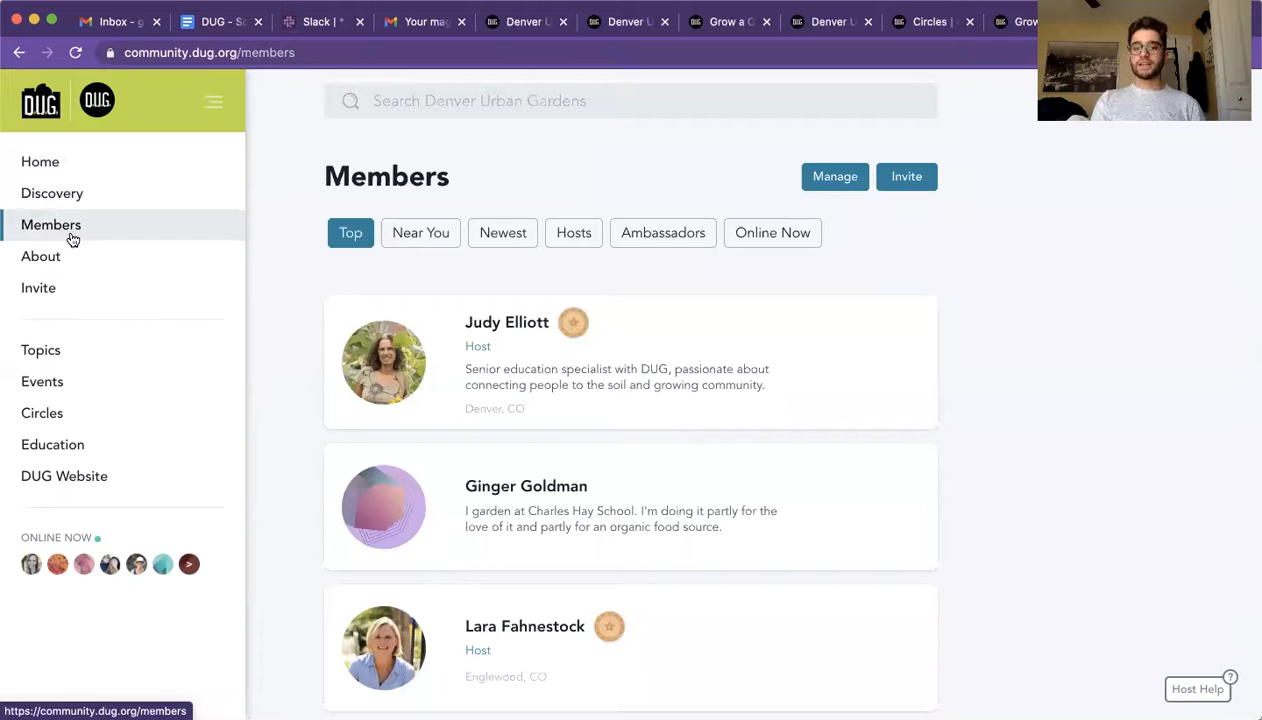 Inbox - g
DUG - Sc
Slack | *
Your mag
Denver U
Denver U
Grow a G
Denver U
Circles |
Grow
community.dug.org/members
D.U.G.
D.U.G.
Search Denver Urban Gardens
Home
Discovery
Members
About
Invite
Topics
Events
Circles
Education
DUG Website
ONLINE NOW
>
Members
Manage
Invite
Top
Near You
Newest
Hosts
Ambassadors
Online Now
Judy Elliott
Host
Senior education specialist with DUG, passionate about
connecting people to the soil and growing community.
Denver, CO
Ginger Goldman
I garden at Charles Hay School. I'm doing it partly for the
love of it and partly for an organic food source.
Lara Fahnestock
Host
Englewood, CO
Host Help
?
https://community.dug.org/members